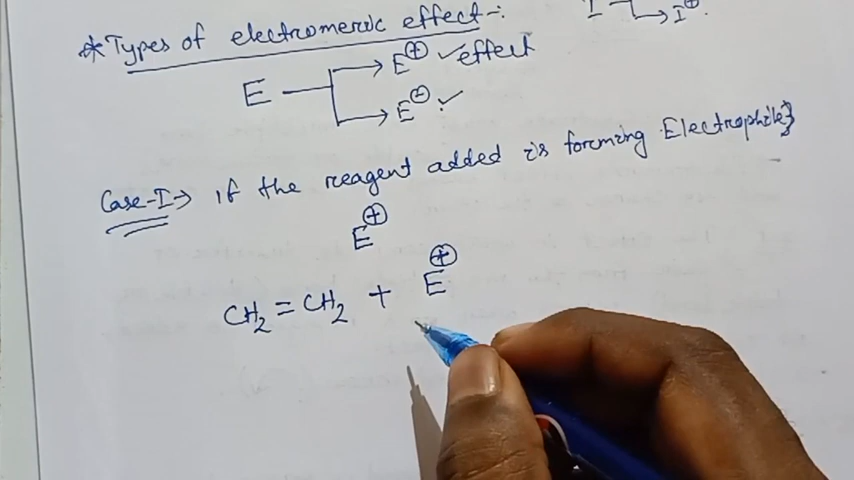 I → I⊕.
*Types of electromeric effect-:
E → E⊕ ✓ effect
→ E⊖ ✓
Case-I→ if the reagent added is forming Electrophile}
E⊕
CH₂=CH₂ + E⊕